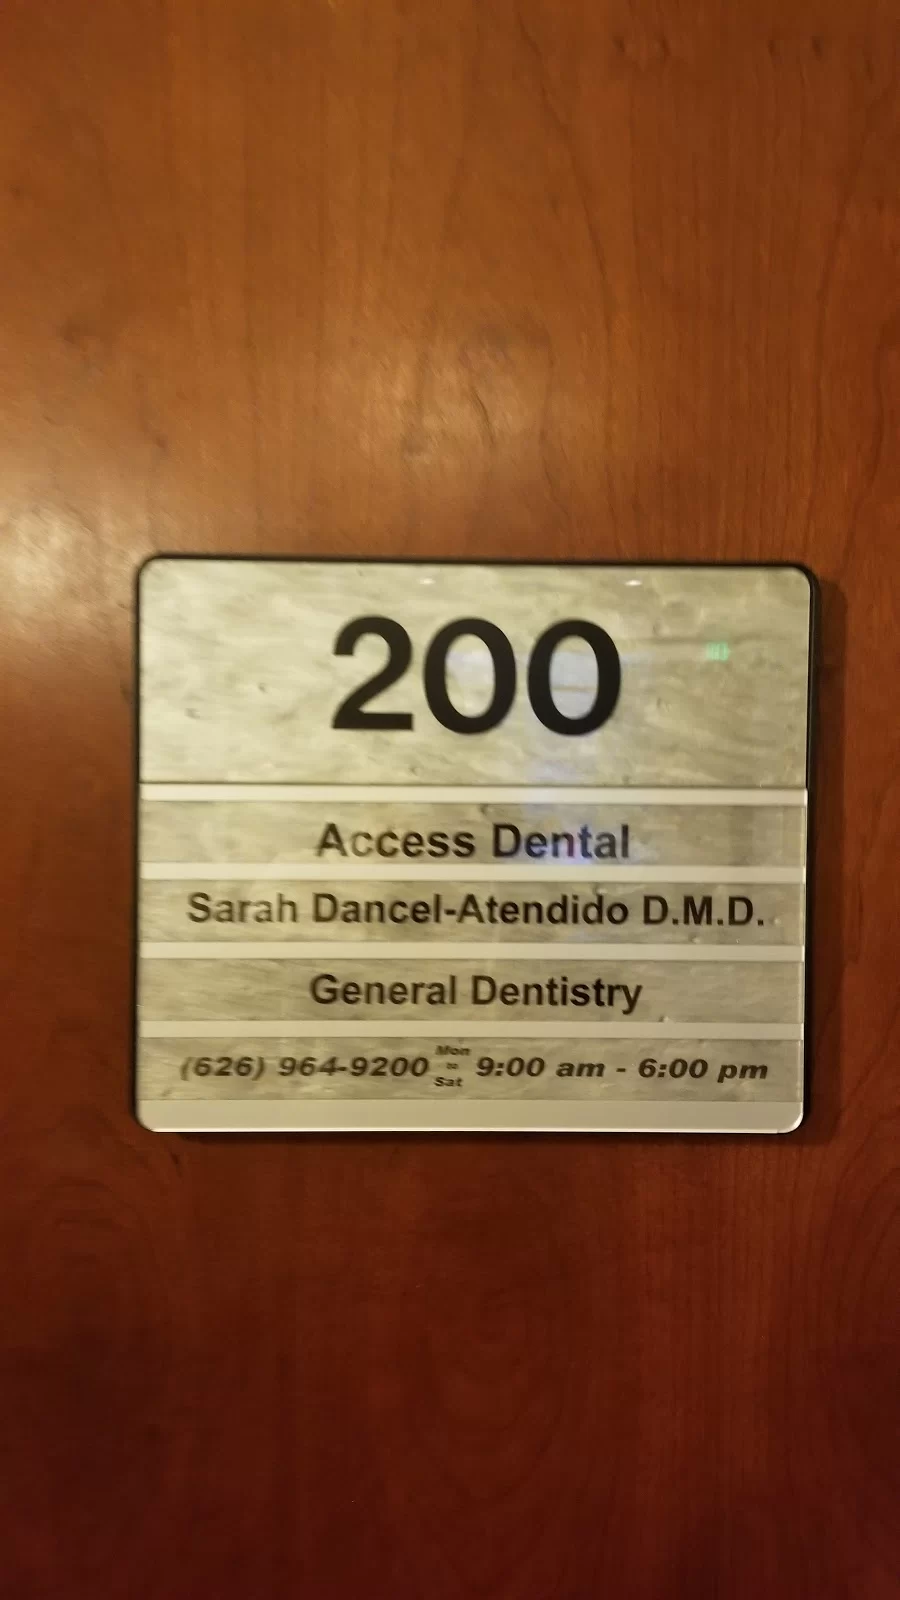 200
Access Dental
Sarah Dancel-Atendido D.M.D.
General Dentistry
(626) 964-9200 Mon to Sat 9:00 am - 6:00 pm